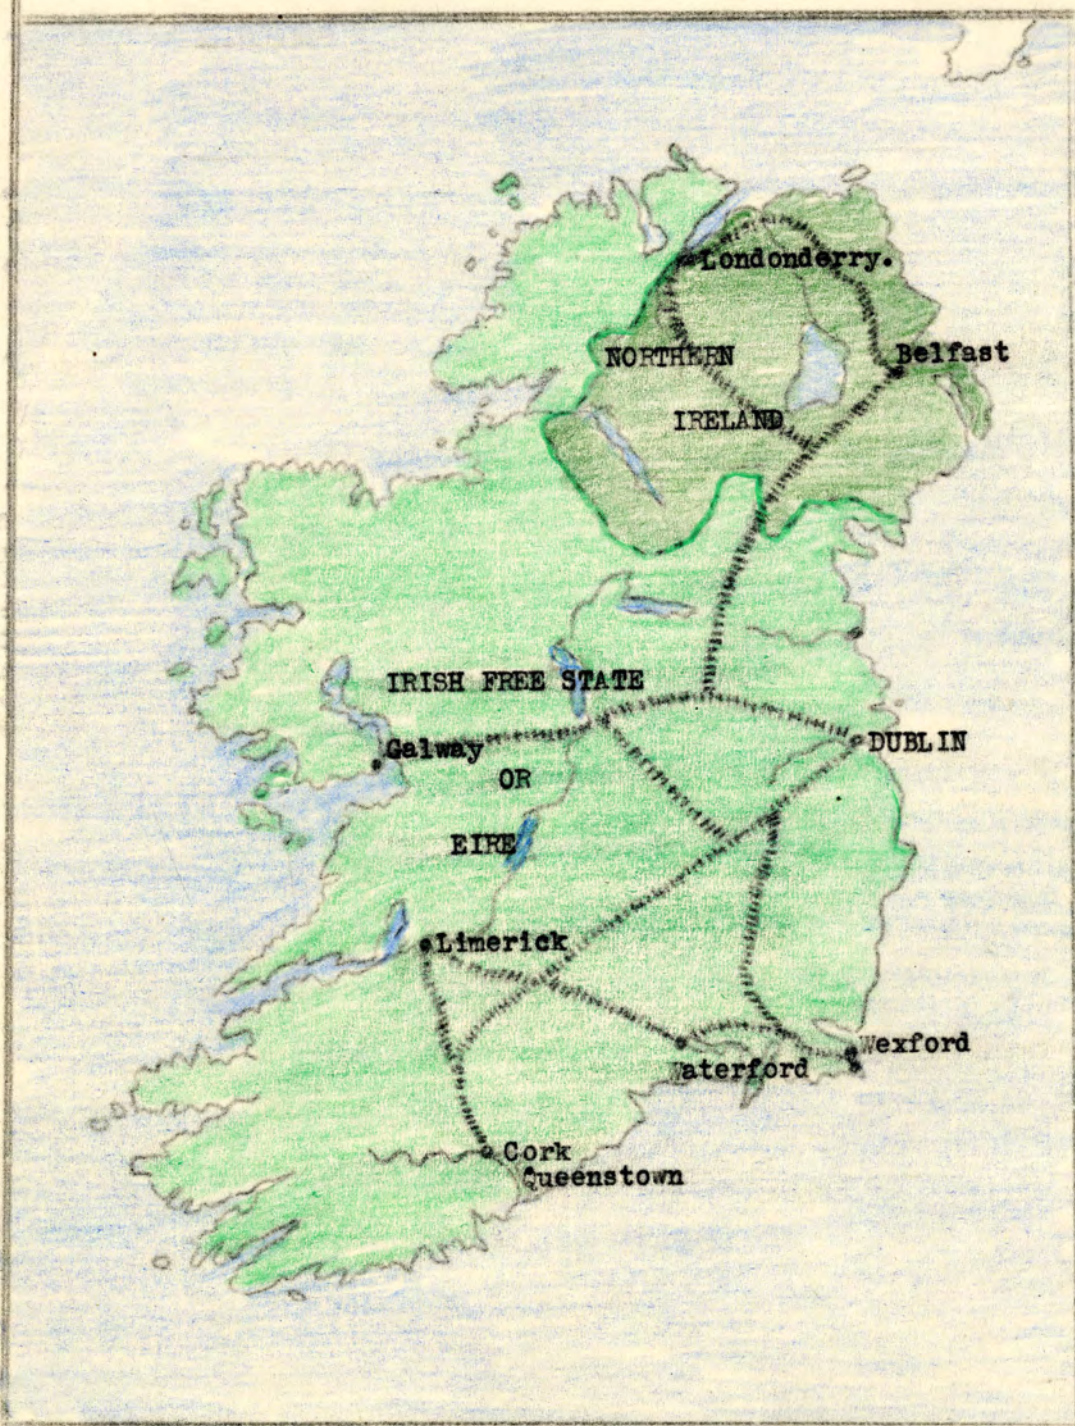 Londonderry.
NORTHERN
Belfast
IRELAND
IRISH FREE STATE
DUBLIN
Galway
OR
EIRE
Limerick
Wexford
Waterford
Cork
Queenstown